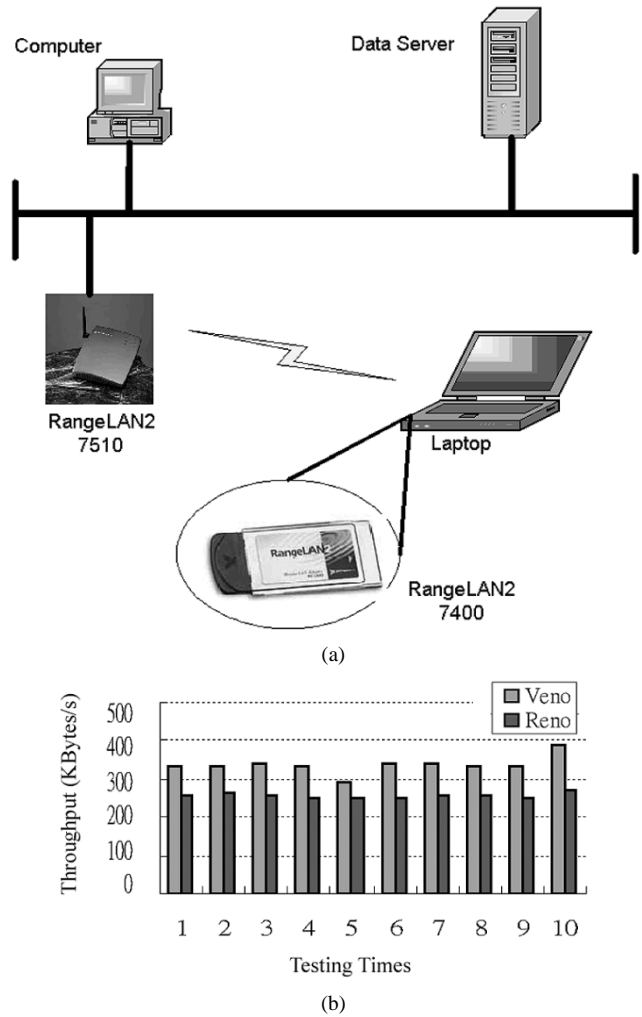 Computer
Data Server
RangeLAN2
7510
Laptop
RangeLAN2
RangeLAN2
7400
(a)
Throughput (KBytes/s)
500
400
300
200
100
0
Veno
Reno
1 2 3 4 5 6 7 8 9 10
Testing Times
(b)